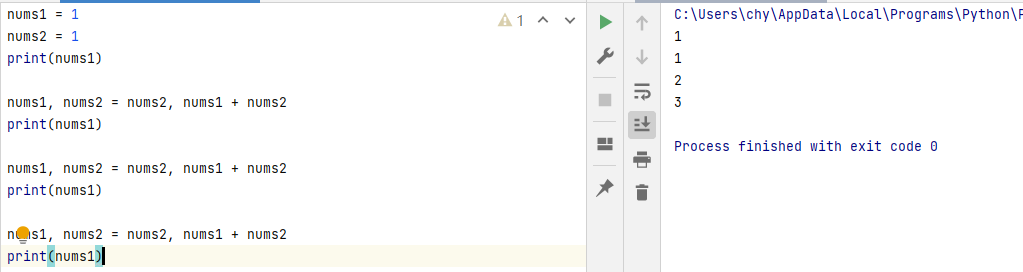 nums1 = 1
nums2 = 1
print(nums1)
nums1, nums2 = nums2, nums1 + nums2
print(nums1)
nums1, nums2 = nums2, nums1 + nums2
print(nums1)
nums1, nums2 = nums2, nums1 + nums2
print(nums1)
1
C:\Users\chy\AppData\Local\Programs\Python\
1
1
2
3
Process finished with exit code 0